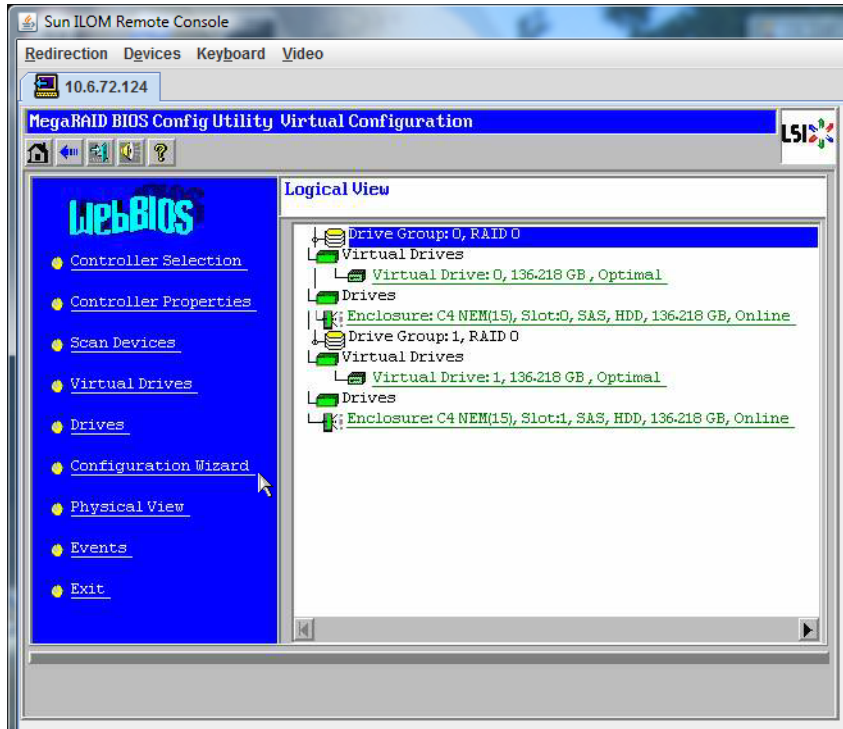 Sun ILOM Remote Console
Redirection Devices Keyboard Video
10.6.72.124
MegaRAID BIOS Config Utility Virtual Configuration
LSI
?
WebBIOS
Controller Selection
Controller Properties
Scan Devices
Virtual Drives
Drives
Configuration Wizard
Physical View
Events
Exit
Logical View
Drive Group: 0, RAID 0
Virtual Drives
Virtual Drive: 0, 136.218 GB , Optimal
Drives
Enclosure: C4 NEM(15), Slot:0, SAS, HDD, 136.218 GB, Online
Drive Group: 1, RAID 0
Virtual Drives
Virtual Drive: 1, 136.218 GB , Optimal
Drives
Enclosure: C4 NEM(15), Slot:1, SAS, HDD, 136.218 GB, Online